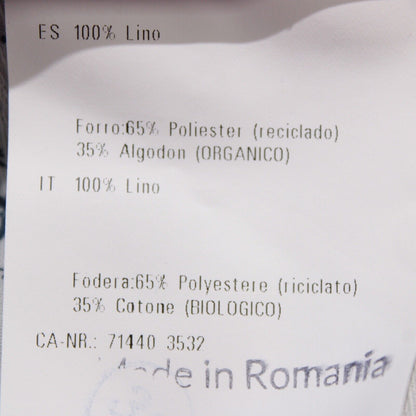 ES 100% Lino
Forro:65% Poliester (reciclado)
35% Algodon (ORGANICO)
IT 100% Lino
Fodera:65% Polyestere (riciclato)
35% Cotone (BIOLOGICO)
CA-NR.: 71440 3532
Made in Romania